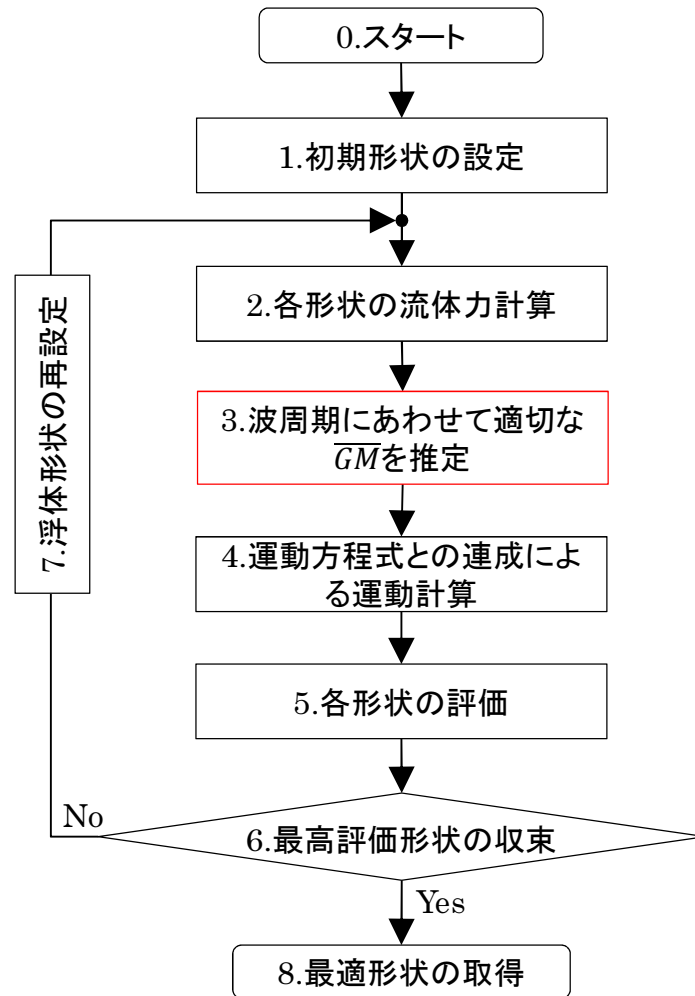 0.スタート
1.初期形状の設定
2.各形状の流体力計算
3.波周期にあわせて適切な
$\overline{GM}$を推定
4.運動方程式との連成によ
る運動計算
5.各形状の評価
6.最高評価形状の収束
No
7.浮体形状の再設定
Yes
8.最適形状の取得